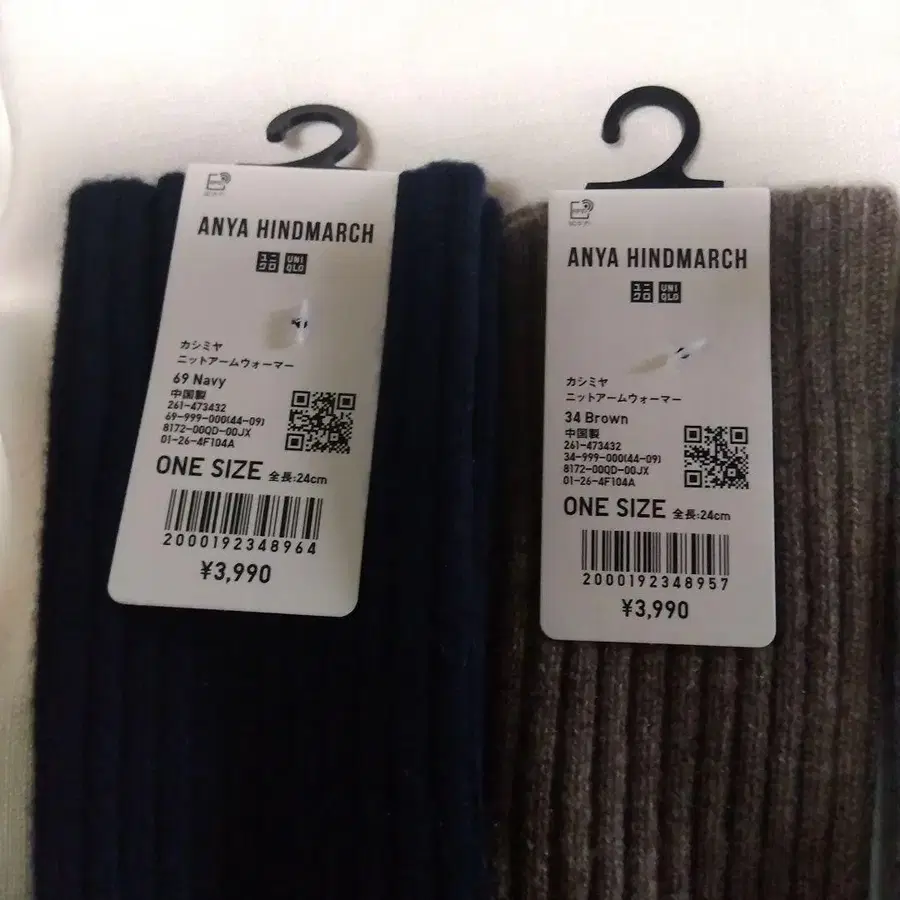 ANYA HINDMARCH
ユニクロ UNIQLO
カシミヤ
ニットアームウォーマー
69 Navy
中国製
261-473432
69-999-000(44-09)
8172-00QD-00JX
01-26-4F104A
ONE SIZE 全長:24cm
2000192348964
¥3,990
ANYA HINDMARCH
ユニクロ UNIQLO
カシミヤ
ニットアームウォーマー
34 Brown
中国製
261-473432
34-999-000(44-09)
8172-00QD-00JX
01-26-4F104A
ONE SIZE 全長:24cm
2000192348957
¥3,990